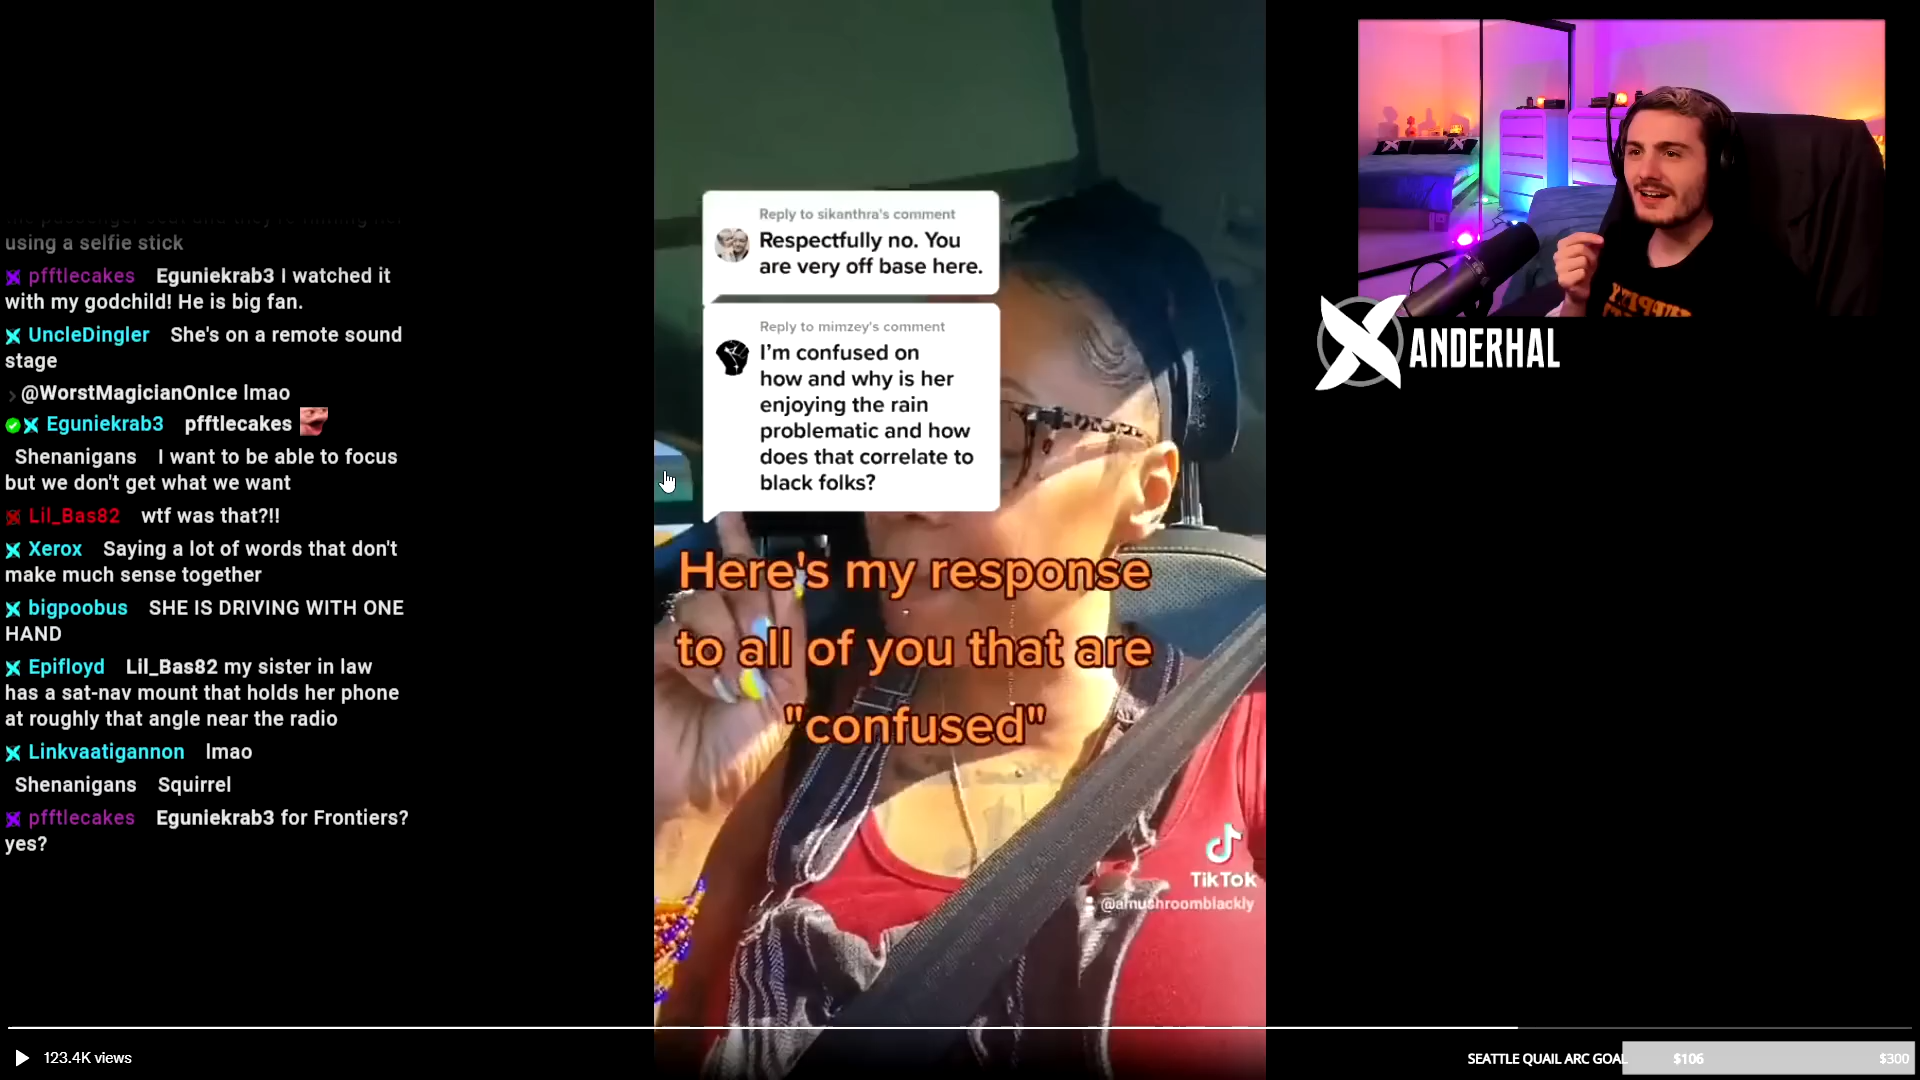 using a selfie stick
pfftlecakes Eguniekrab3 I watched it
with my godchild! He is big fan.
UncleDingler She's on a remote sound
stage
@WorstMagicianOnIce lmao
Eguniekrab3 pfftlecakes
Shenanigans I want to be able to focus
but we don't get what we want
Lil_Bas82 wtf was that?!!
Xerox Saying a lot of words that don't
make much sense together
bigpoobus SHE IS DRIVING WITH ONE
HAND
Epifloyd Lil_Bas82 my sister in law
has a sat-nav mount that holds her phone
at roughly that angle near the radio
Linkvaatigannon lmao
Shenanigans Squirrel
pfftlecakes Eguniekrab3 for Frontiers?
yes?
Reply to sikanthra's comment
Respectfully no. You
are very off base here.
Reply to mimzey's comment
I'm confused on
how and why is her
enjoying the rain
problematic and how
does that correlate to
black folks?
Here's my response
to all of you that are
"confused"
TikTok
@amushroomblackly
XANDERHAL
123.4K views
SEATTLE QUAIL ARC GOAL $106 $300